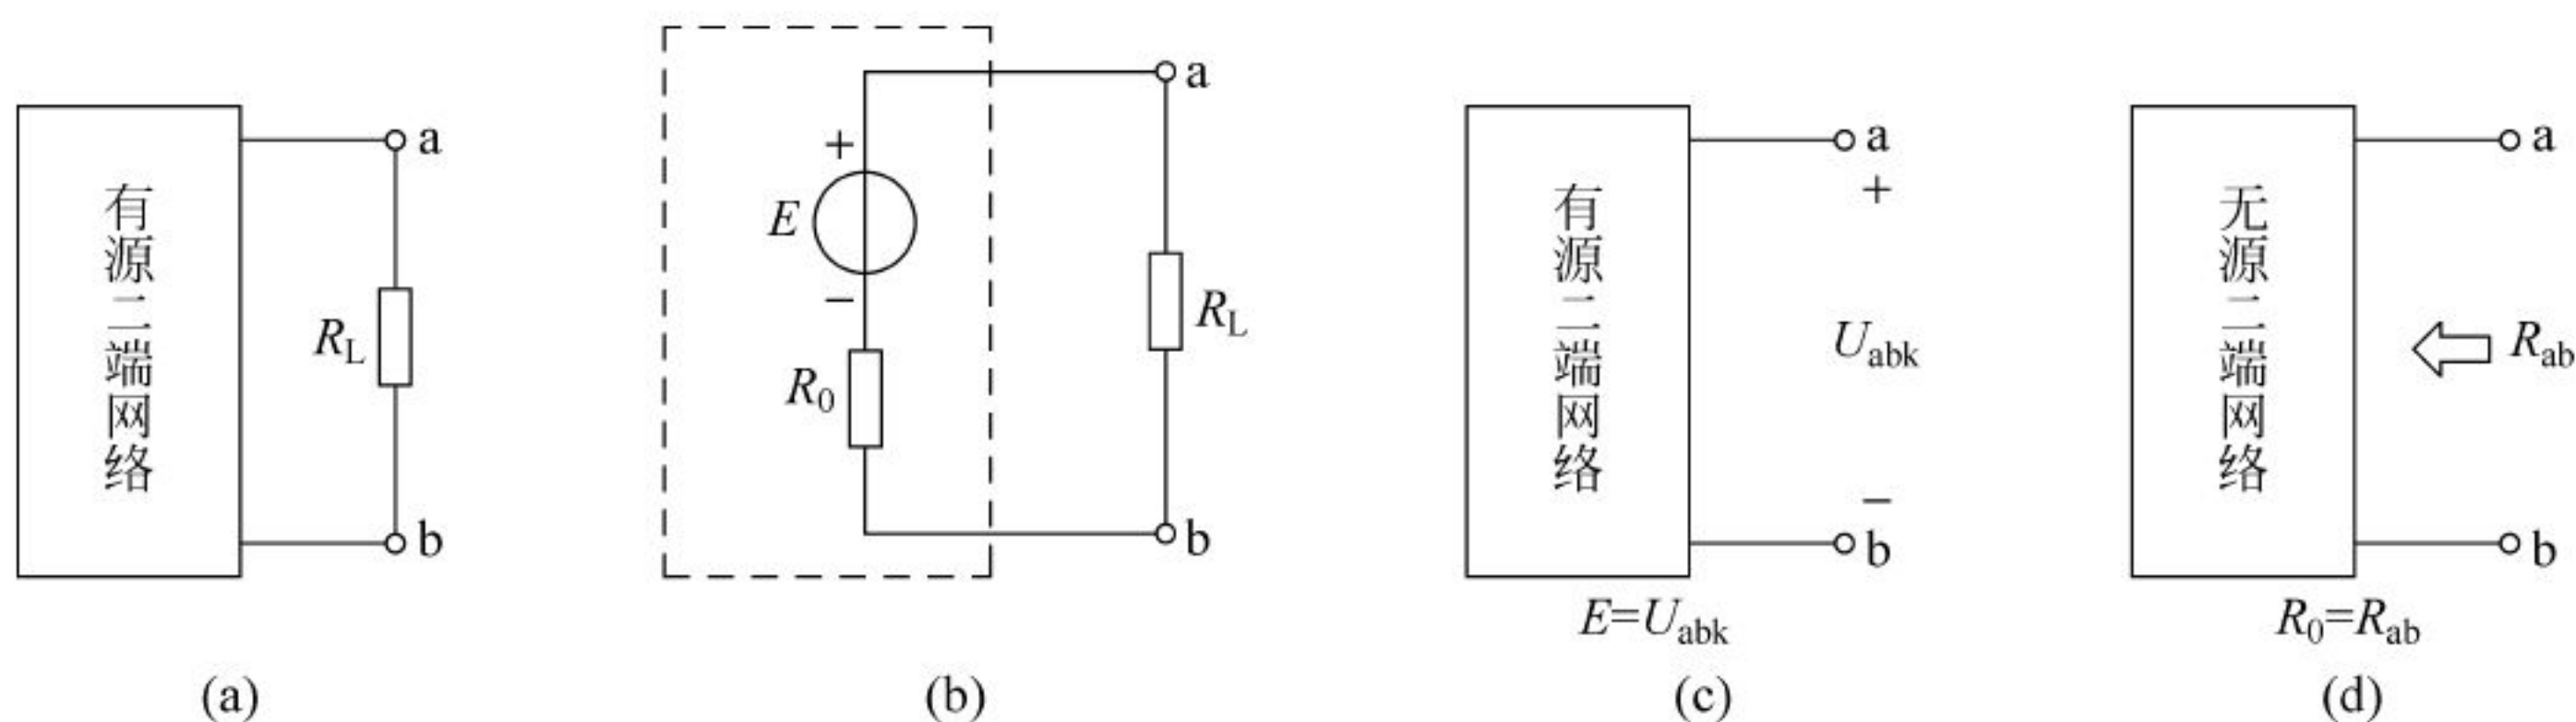 有源二端网络
a
R_L
b
(a)
+
E
−
R_0
a
R_L
b
(b)
有源二端网络
a
+
U_abk
−
b
E=U_abk
(c)
无源二端网络
a
R_ab
b
R_0=R_ab
(d)